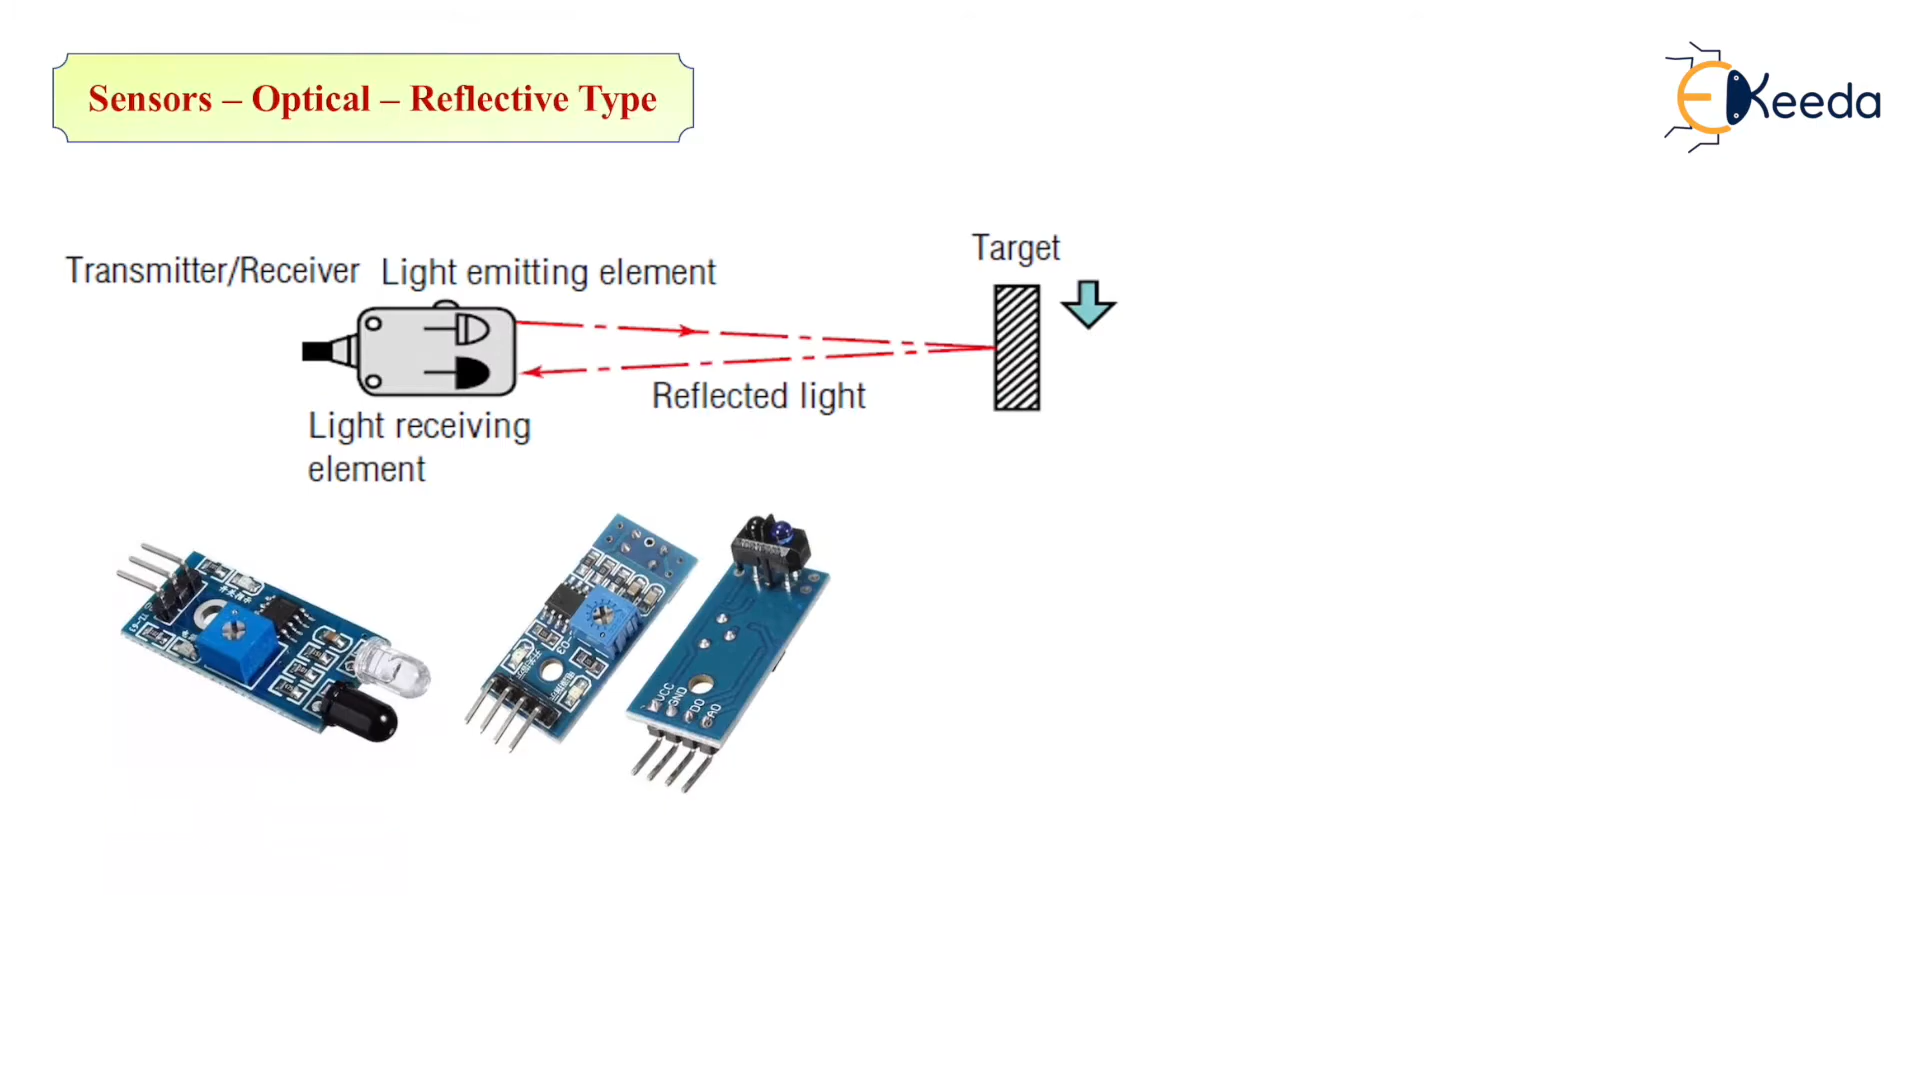 Sensors – Optical – Reflective Type
EKeeda
Target
Transmitter/Receiver
Light emitting element
Reflected light
Light receiving
element
VCC
GND
DO
AO